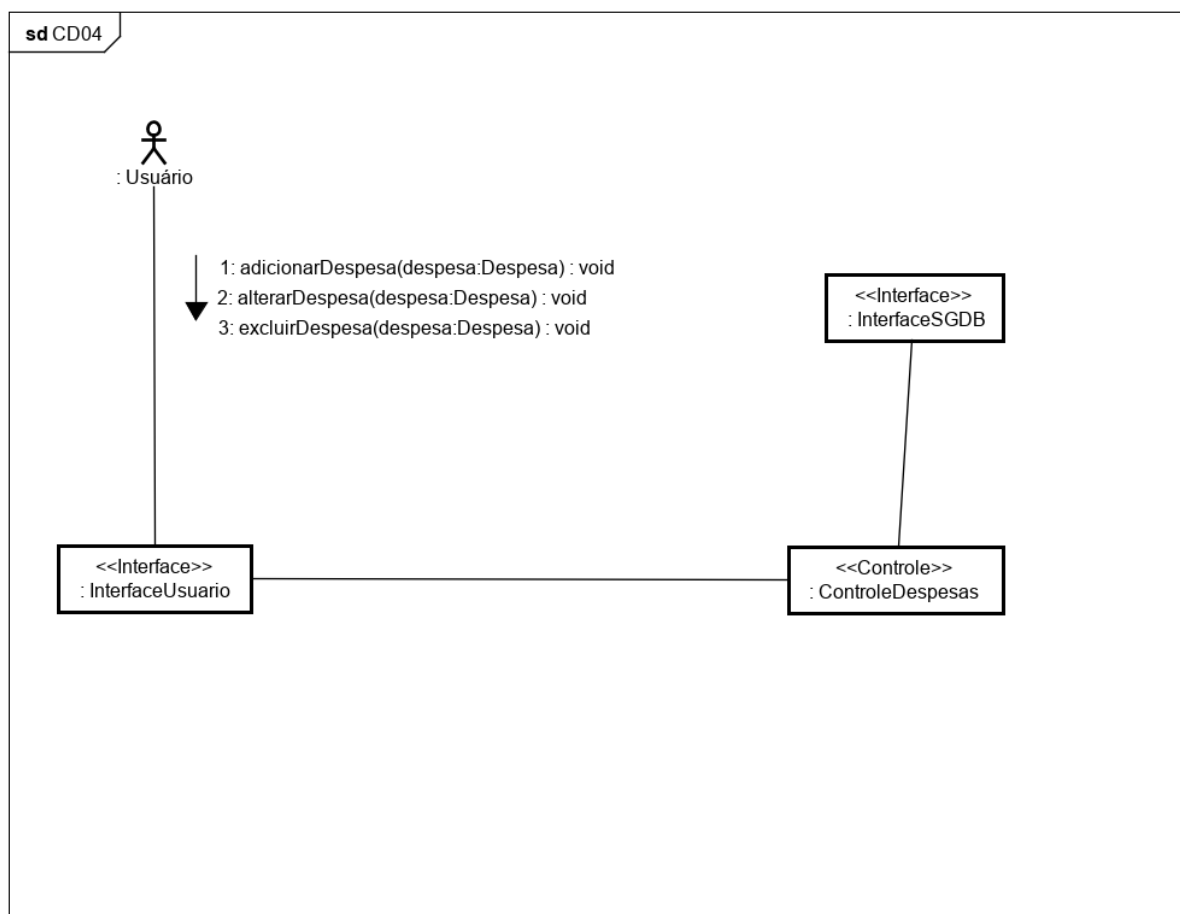 sd CD04
: Usuário
1: adicionarDespesa(despesa:Despesa) : void
2: alterarDespesa(despesa:Despesa) : void
3: excluirDespesa(despesa:Despesa) : void
<<Interface>>
: InterfaceSGDB
<<Interface>>
: InterfaceUsuario
<<Controle>>
: ControleDespesas